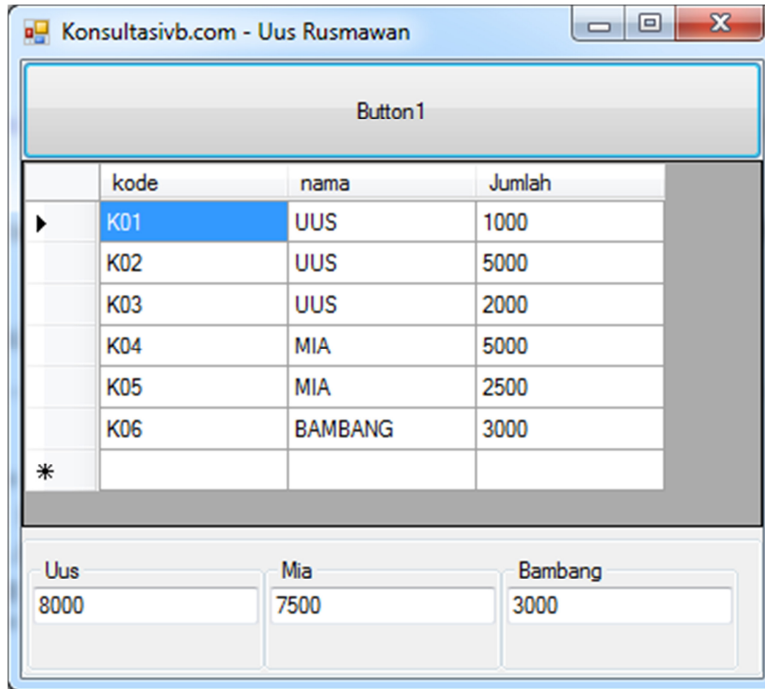 Konsultasivb.com - Uus Rusmawan
Button1
kode nama Jumlah
K01 UUS 1000
K02 UUS 5000
K03 UUS 2000
K04 MIA 5000
K05 MIA 2500
K06 BAMBANG 3000
Uus Mia Bambang
8000 7500 3000